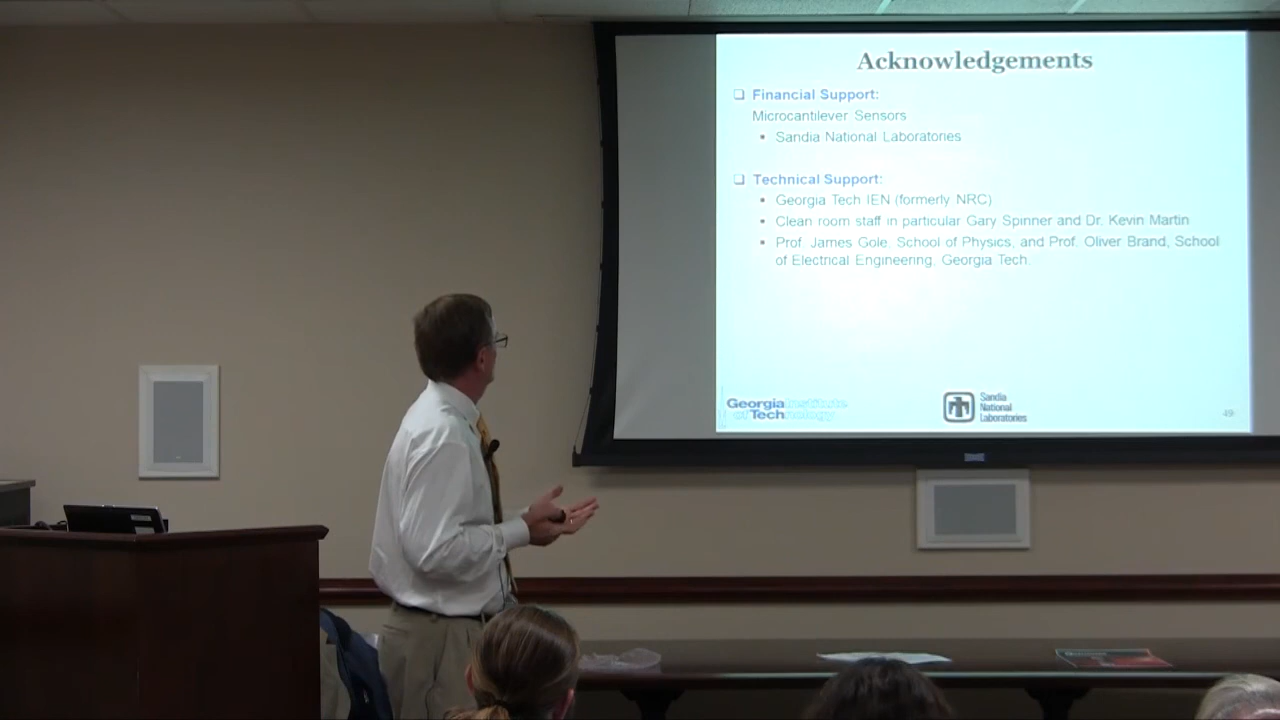 Acknowledgements
❑ Financial Support:
Microcantilever Sensors
• Sandia National Laboratories
❑ Technical Support:
• Georgia Tech IEN (formerly NRC)
• Clean room staff in particular Gary Spinner and Dr. Kevin Martin
• Prof. James Gole, School of Physics, and Prof. Oliver Brand, School
of Electrical Engineering, Georgia Tech.
Georgia Institute
of Technology
Sandia
National
Laboratories
49